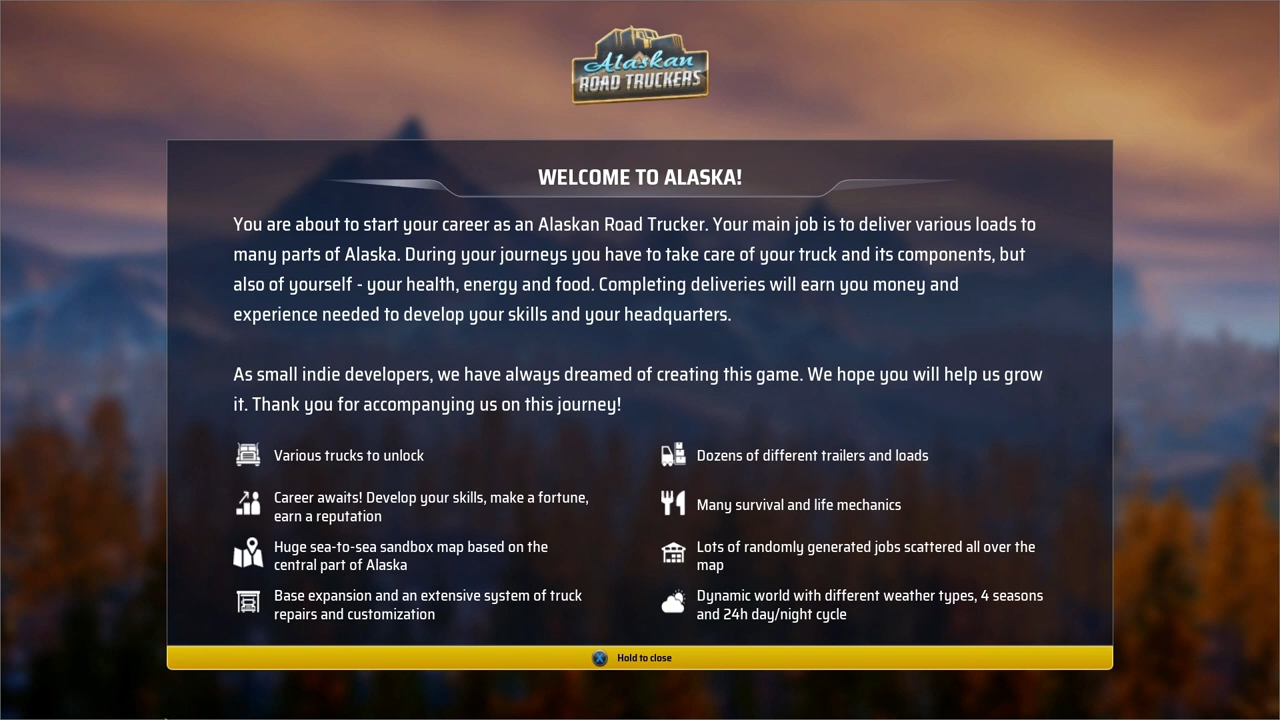 Alaskan
ROAD TRUCKERS
WELCOME TO ALASKA!
You are about to start your career as an Alaskan Road Trucker. Your main job is to deliver various loads to
many parts of Alaska. During your journeys you have to take care of your truck and its components, but
also of yourself - your health, energy and food. Completing deliveries will earn you money and
experience needed to develop your skills and your headquarters.
As small indie developers, we have always dreamed of creating this game. We hope you will help us grow
it. Thank you for accompanying us on this journey!
Various trucks to unlock
Dozens of different trailers and loads
Career awaits! Develop your skills, make a fortune,
earn a reputation
Many survival and life mechanics
Huge sea-to-sea sandbox map based on the
central part of Alaska
Lots of randomly generated jobs scattered all over the
map
Base expansion and an extensive system of truck
repairs and customization
Dynamic world with different weather types, 4 seasons
and 24h day/night cycle
X Hold to close